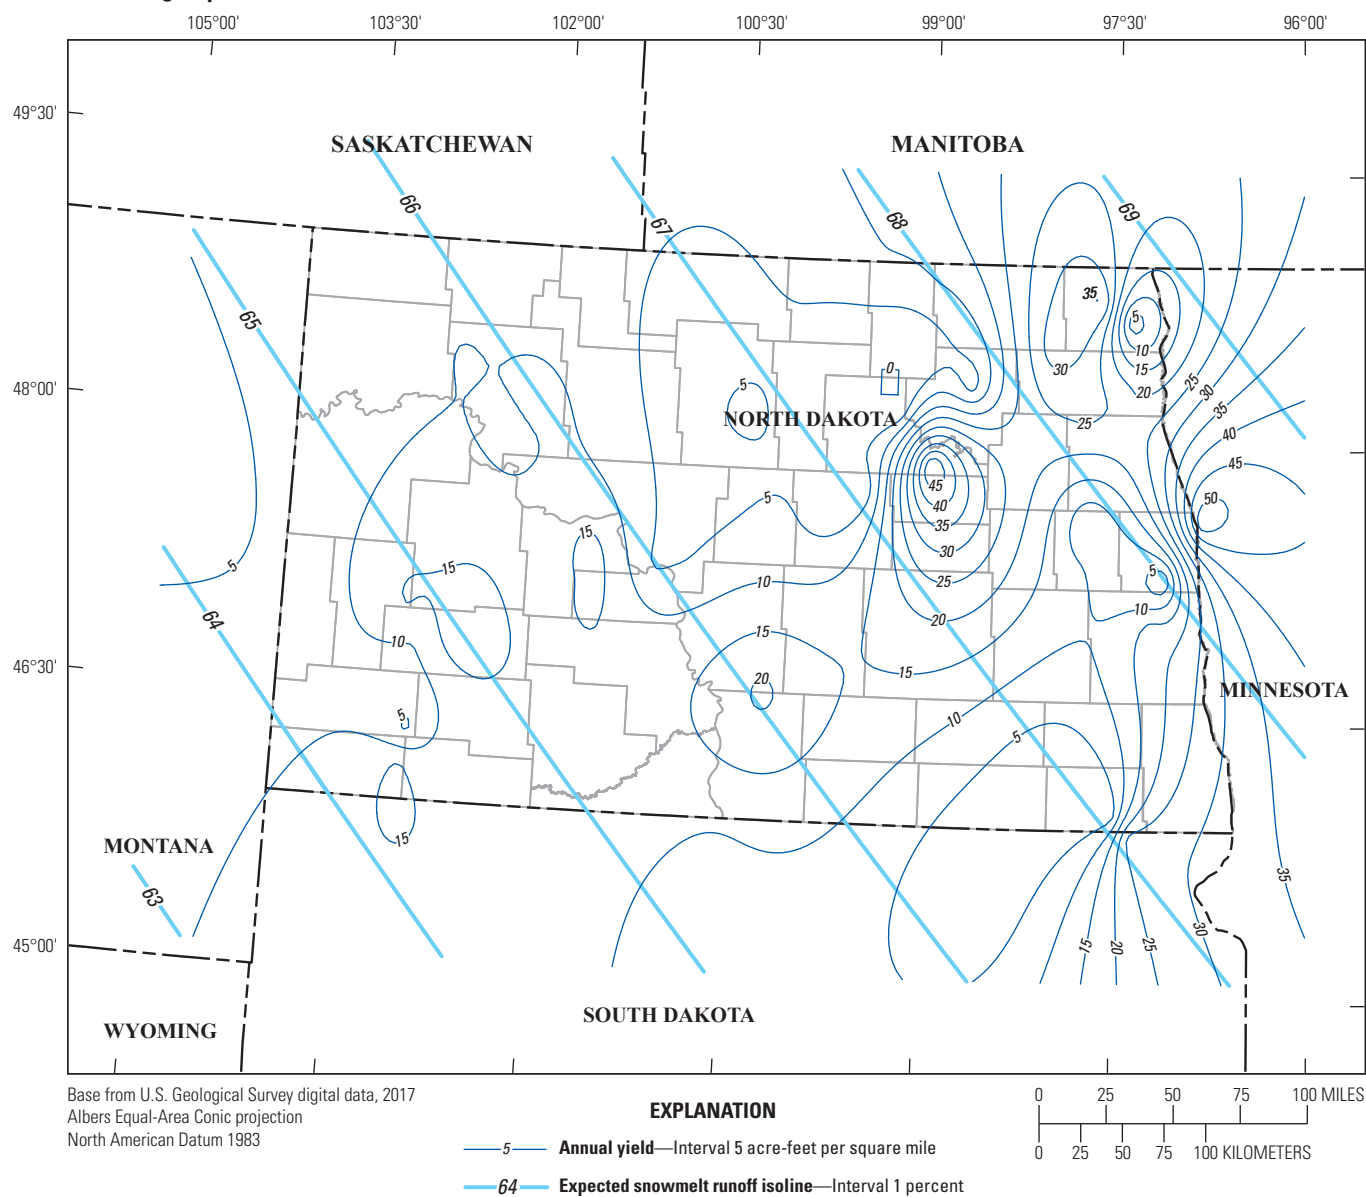 105°00' 103°30' 102°00' 100°30' 99°00' 97°30' 96°00'
49°30'
SASKATCHEWAN MANITOBA
66 67 68 69
65
35
5
10
15
30 20
25
0
5
48°00'
NORTH DAKOTA
25
30
35
40
45
50
45
40
35
30
25
20
5
15
10
15
5
5
10
64
10
15
15
20
46°30'
MINNESOTA
5
10
5
15
MONTANA
63
35
30
45°00'
15 20 25
SOUTH DAKOTA
WYOMING
Base from U.S. Geological Survey digital data, 2017
Albers Equal-Area Conic projection
North American Datum 1983
EXPLANATION
5 Annual yield—Interval 5 acre-feet per square mile
64 Expected snowmelt runoff isoline—Interval 1 percent
0 25 50 75 100 MILES
0 25 50 75 100 KILOMETERS